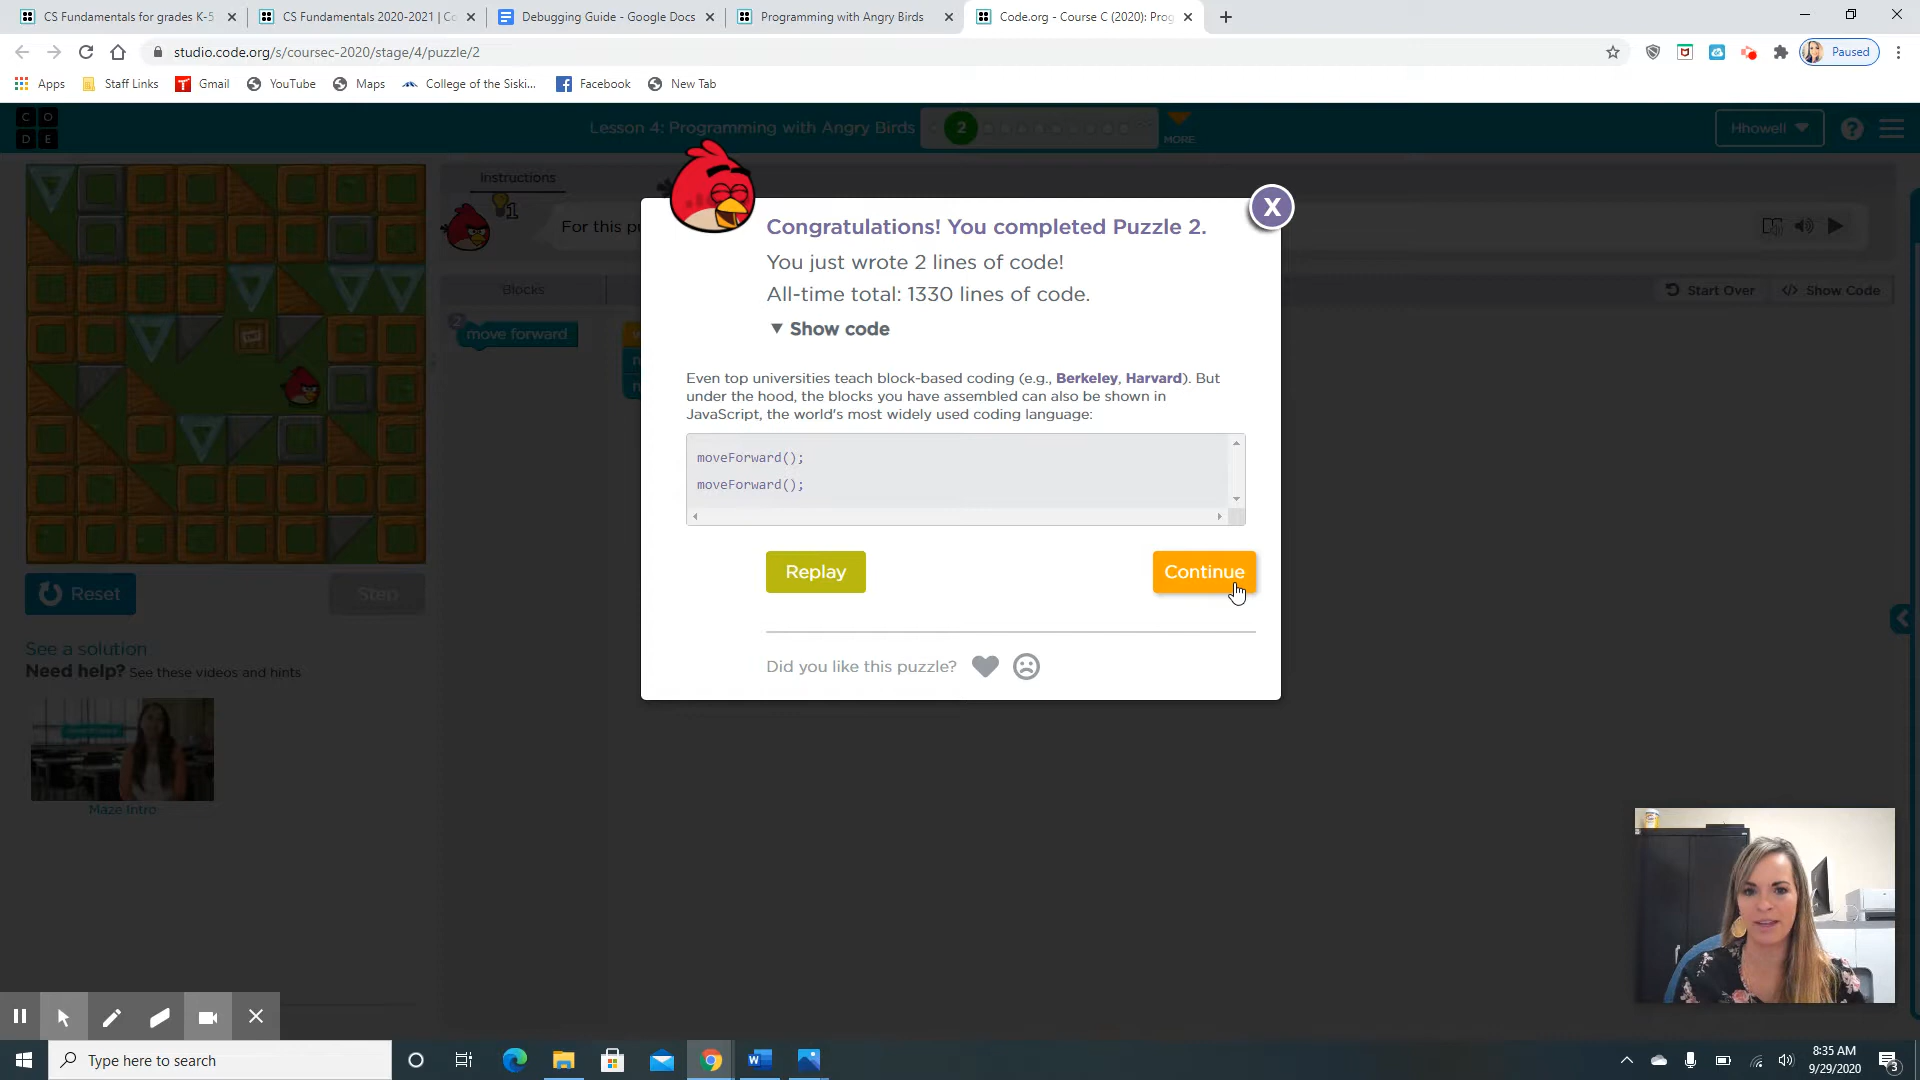 CS Fundamentals for grades K-5
CS Fundamentals 2020-2021 | Co
Debugging Guide - Google Docs
Programming with Angry Birds
Code.org - Course C (2020): Prog
studio.code.org/s/coursec-2020/stage/4/puzzle/2
Paused
Apps
Staff Links
Gmail
YouTube
Maps
College of the Siski...
Facebook
New Tab
C O
D E
Lesson 4: Programming with Angry Birds
2
MORE
Hhowell
?
Instructions
1
For this pu
Blocks
Start Over
</> Show Code
2
move forward
X
Congratulations! You completed Puzzle 2.
You just wrote 2 lines of code!
All-time total: 1330 lines of code.
Show code
Even top universities teach block-based coding (e.g., Berkeley, Harvard). But
under the hood, the blocks you have assembled can also be shown in
JavaScript, the world's most widely used coding language:
moveForward();
moveForward();
Replay
Continue
Did you like this puzzle?
Reset
Step
See a solution
Need help? See these videos and hints
Maze Intro
Type here to search
8:35 AM
9/29/2020
3